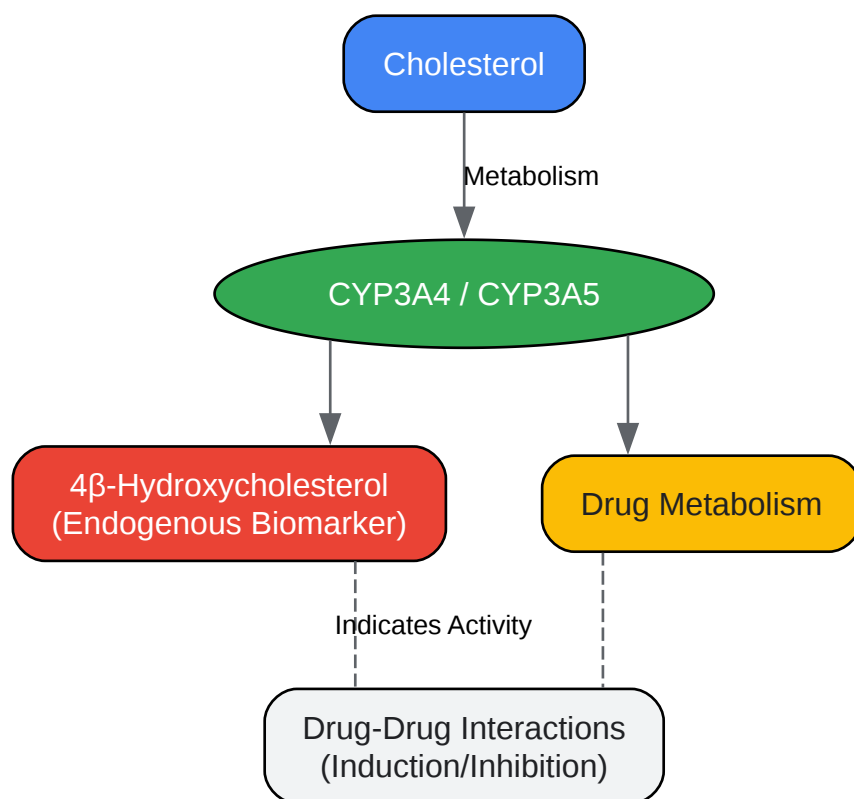 Cholesterol
Metabolism
CYP3A4 / CYP3A5
4β-Hydroxycholesterol
(Endogenous Biomarker)
Drug Metabolism
Indicates Activity
Drug-Drug Interactions
(Induction/Inhibition)